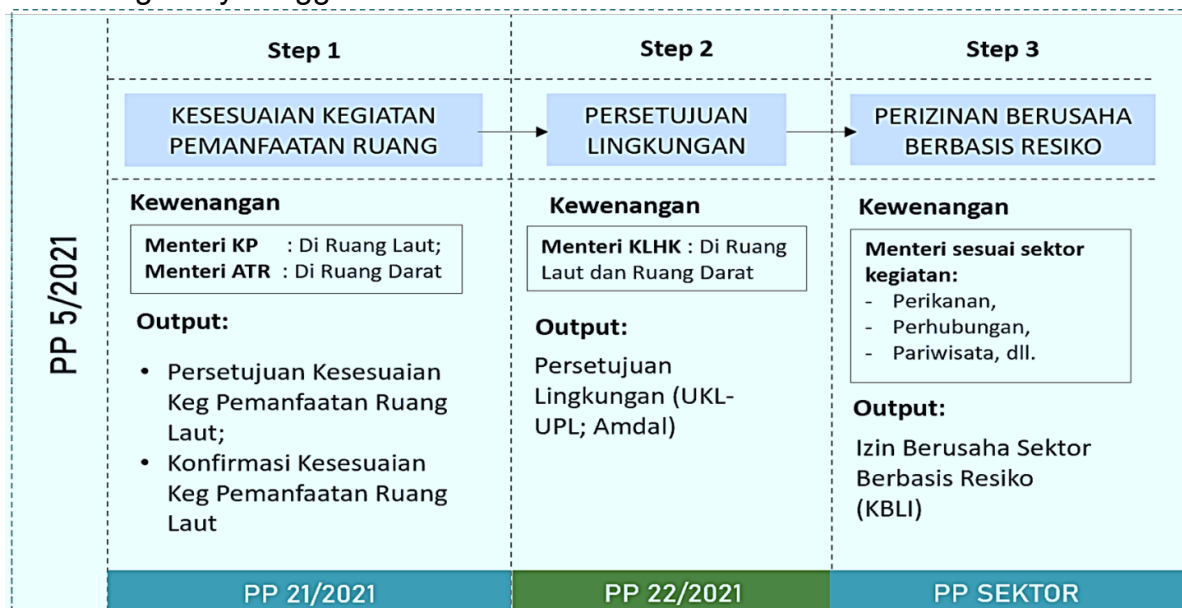 Step 1
Step 2
Step 3
KESESUAIAN KEGIATAN
PEMANFAATAN RUANG
PERSETUJUAN
LINGKUNGAN
PERIZINAN BERUSAHA
BERBASIS RESIKO
PP 5/2021
Kewenangan
Menteri KP : Di Ruang Laut;
Menteri ATR : Di Ruang Darat
Output:
• Persetujuan Kesesuaian
Keg Pemanfaatan Ruang
Laut;
• Konfirmasi Kesesuaian
Keg Pemanfaatan Ruang
Laut
Kewenangan
Menteri KLHK : Di Ruang
Laut dan Ruang Darat
Output:
Persetujuan
Lingkungan (UKL-
UPL; Amdal)
Kewenangan
Menteri sesuai sektor
kegiatan:
- Perikanan,
- Perhubungan,
- Pariwisata, dll.
Output:
Izin Berusaha Sektor
Berbasis Resiko
(KBLI)
PP 21/2021
PP 22/2021
PP SEKTOR